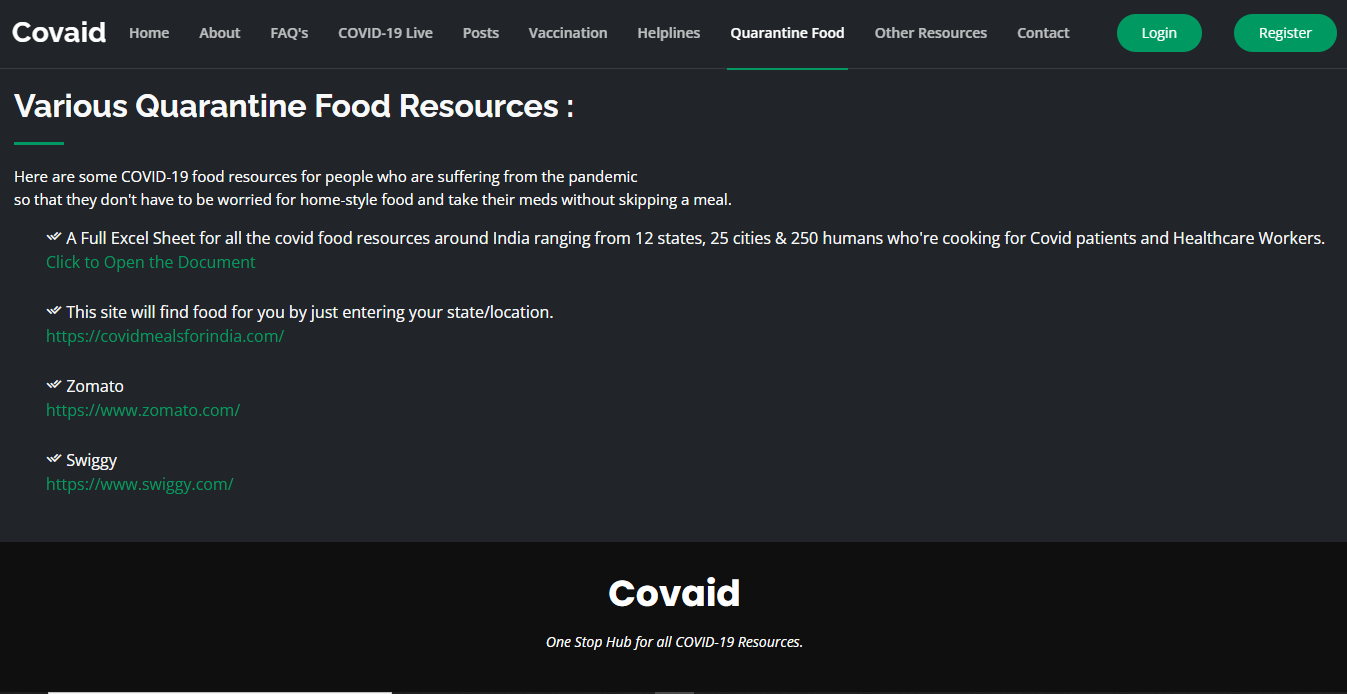 Covaid Home About FAQ's COVID-19 Live Posts Vaccination Helplines Quarantine Food Other Resources Contact Login Register
Various Quarantine Food Resources :
Here are some COVID-19 food resources for people who are suffering from the pandemic
so that they don't have to be worried for home-style food and take their meds without skipping a meal.
A Full Excel Sheet for all the covid food resources around India ranging from 12 states, 25 cities & 250 humans who're cooking for Covid patients and Healthcare Workers.
Click to Open the Document
This site will find food for you by just entering your state/location.
https://covidmealsforindia.com/
Zomato
https://www.zomato.com/
Swiggy
https://www.swiggy.com/
Covaid
One Stop Hub for all COVID-19 Resources.